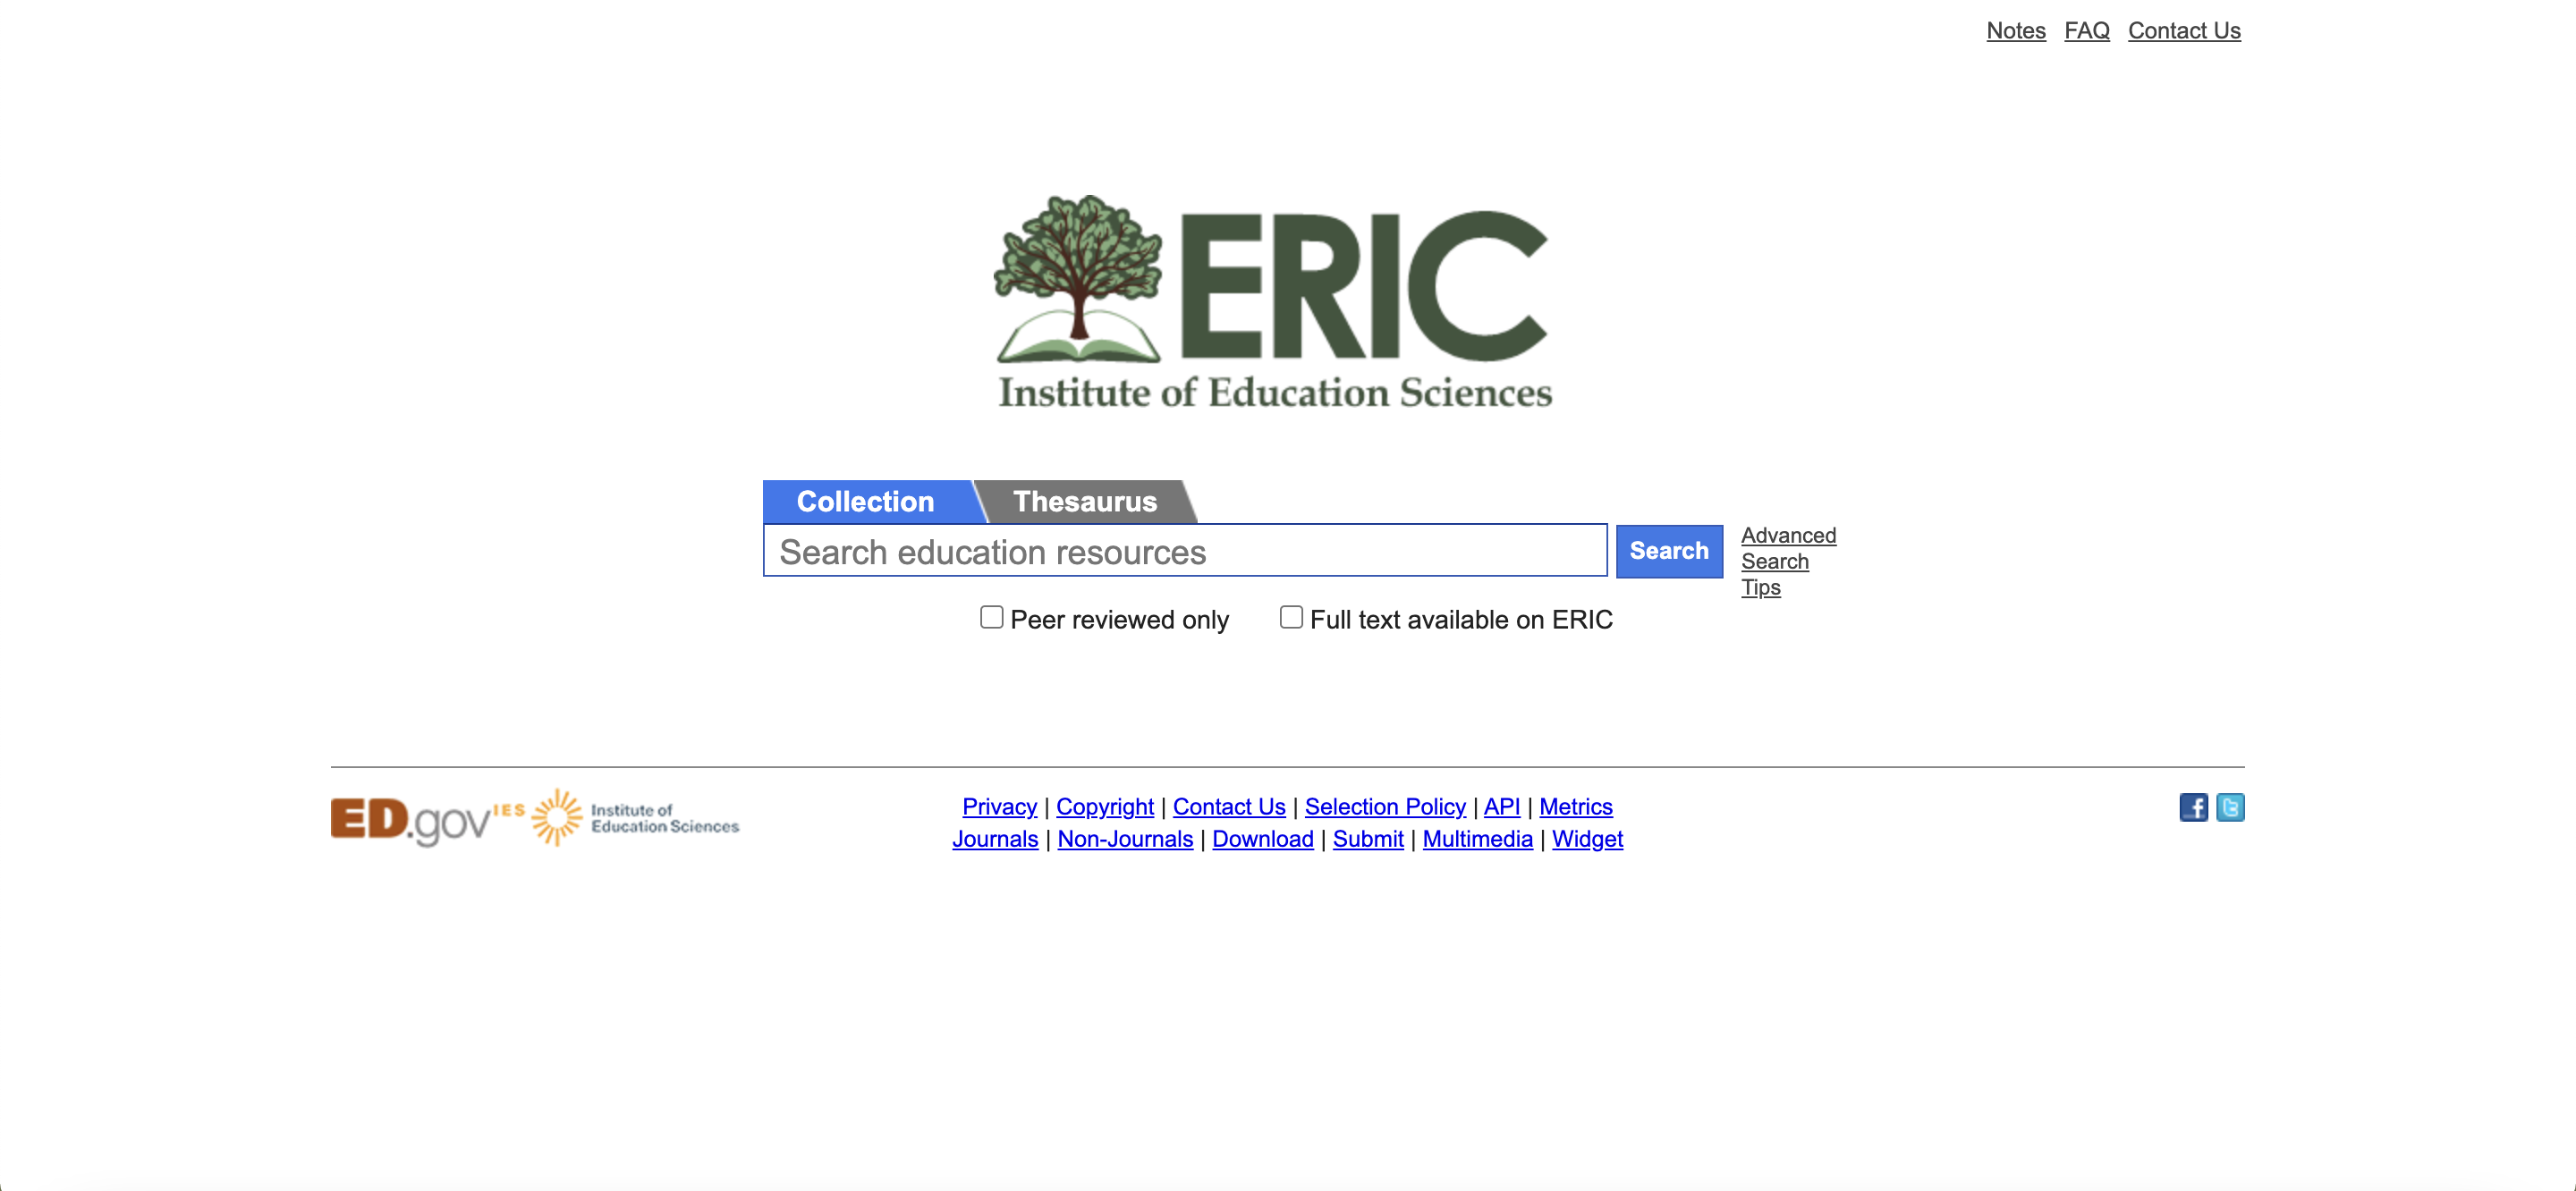 Notes FAQ Contact Us
ERIC
Institute of Education Sciences
Collection Thesaurus
Search education resources
Search
Advanced
Search
Tips
Peer reviewed only Full text available on ERIC
ED.gov
IES
Institute of
Education Sciences
Privacy | Copyright | Contact Us | Selection Policy | API | Metrics
Journals | Non-Journals | Download | Submit | Multimedia | Widget